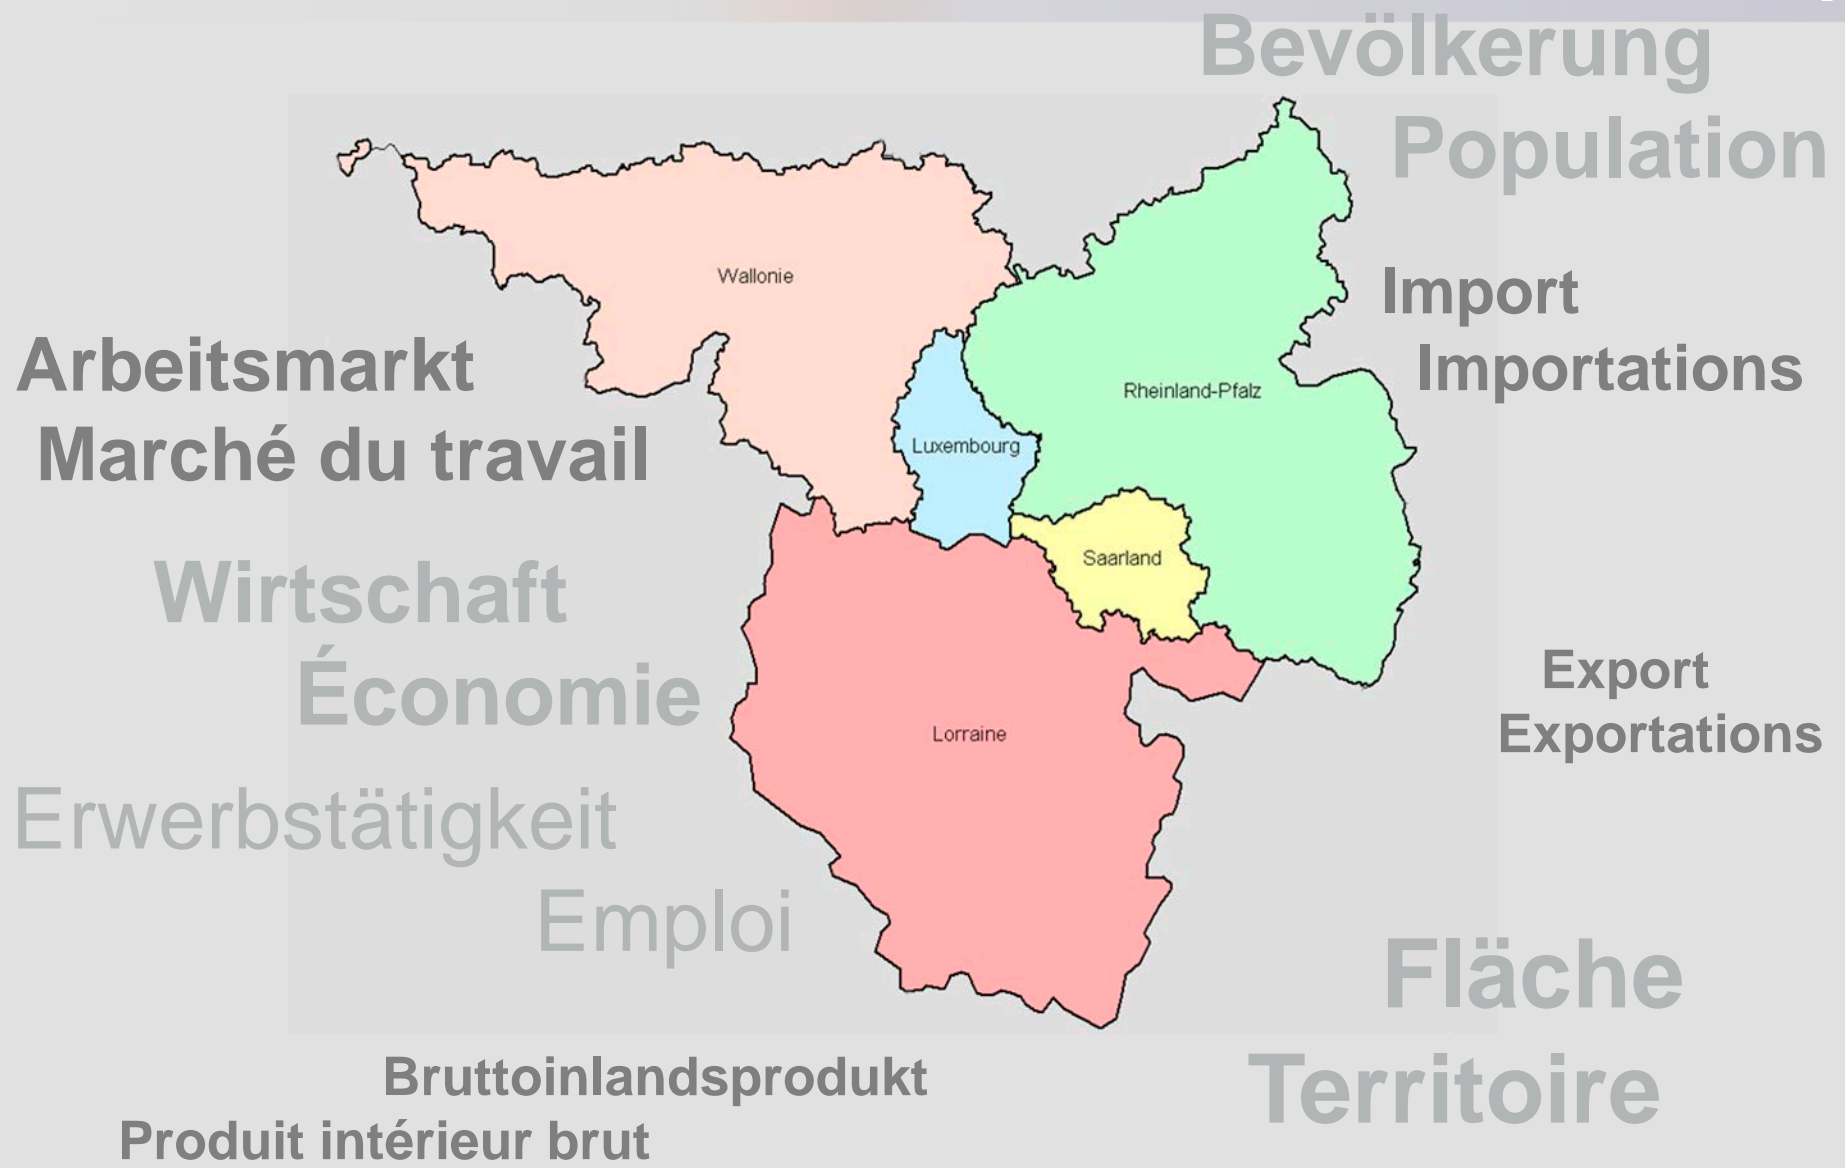 Bevölkerung
Population
Wallonie
Import
Importations
Arbeitsmarkt
Rheinland-Pfalz
Marché du travail
Luxembourg
Saarland
Wirtschaft
Économie
Export
Exportations
Lorraine
Erwerbstätigkeit
Emploi
Fläche
Territoire
Bruttoinlandsprodukt
Produit intérieur brut